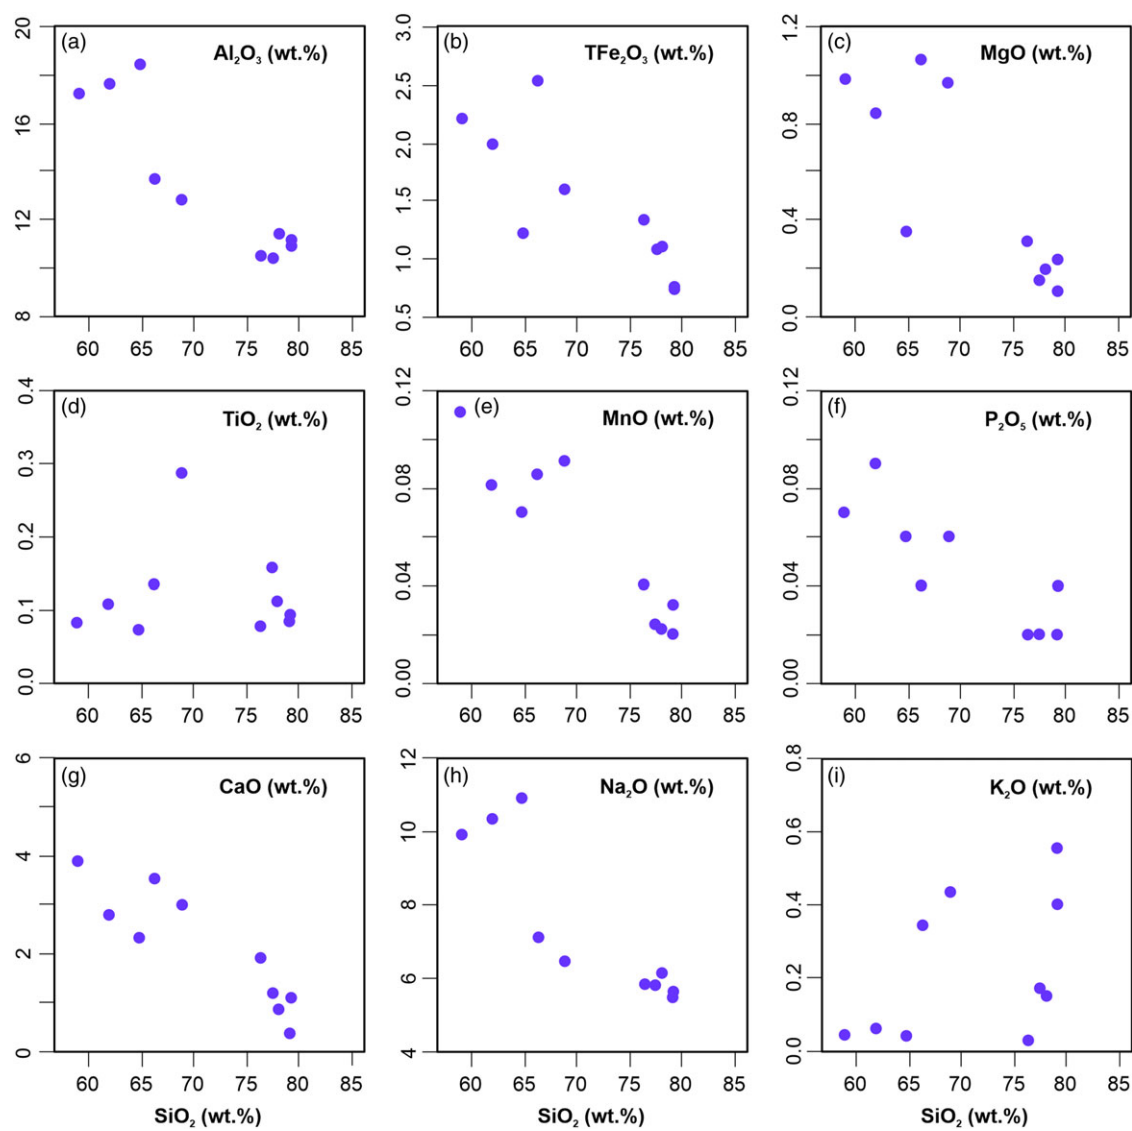 (a) Al₂O₃ (wt.%)
20
16
12
8
60 65 70 75 80 85
(b) TFe₂O₃ (wt.%)
3.0
2.5
2.0
1.5
1.0
0.5
60 65 70 75 80 85
(c) MgO (wt.%)
1.2
0.8
0.4
0.0
60 65 70 75 80 85
(d) TiO₂ (wt.%)
0.4
0.3
0.2
0.1
0.0
60 65 70 75 80 85
(e) MnO (wt.%)
0.12
0.08
0.04
0.00
60 65 70 75 80 85
(f) P₂O₅ (wt.%)
0.12
0.08
0.04
0.00
60 65 70 75 80 85
(g) CaO (wt.%)
6
4
2
0
60 65 70 75 80 85
SiO₂ (wt.%)
(h) Na₂O (wt.%)
12
10
8
6
4
60 65 70 75 80 85
SiO₂ (wt.%)
(i) K₂O (wt.%)
0.8
0.6
0.4
0.2
0.0
60 65 70 75 80 85
SiO₂ (wt.%)